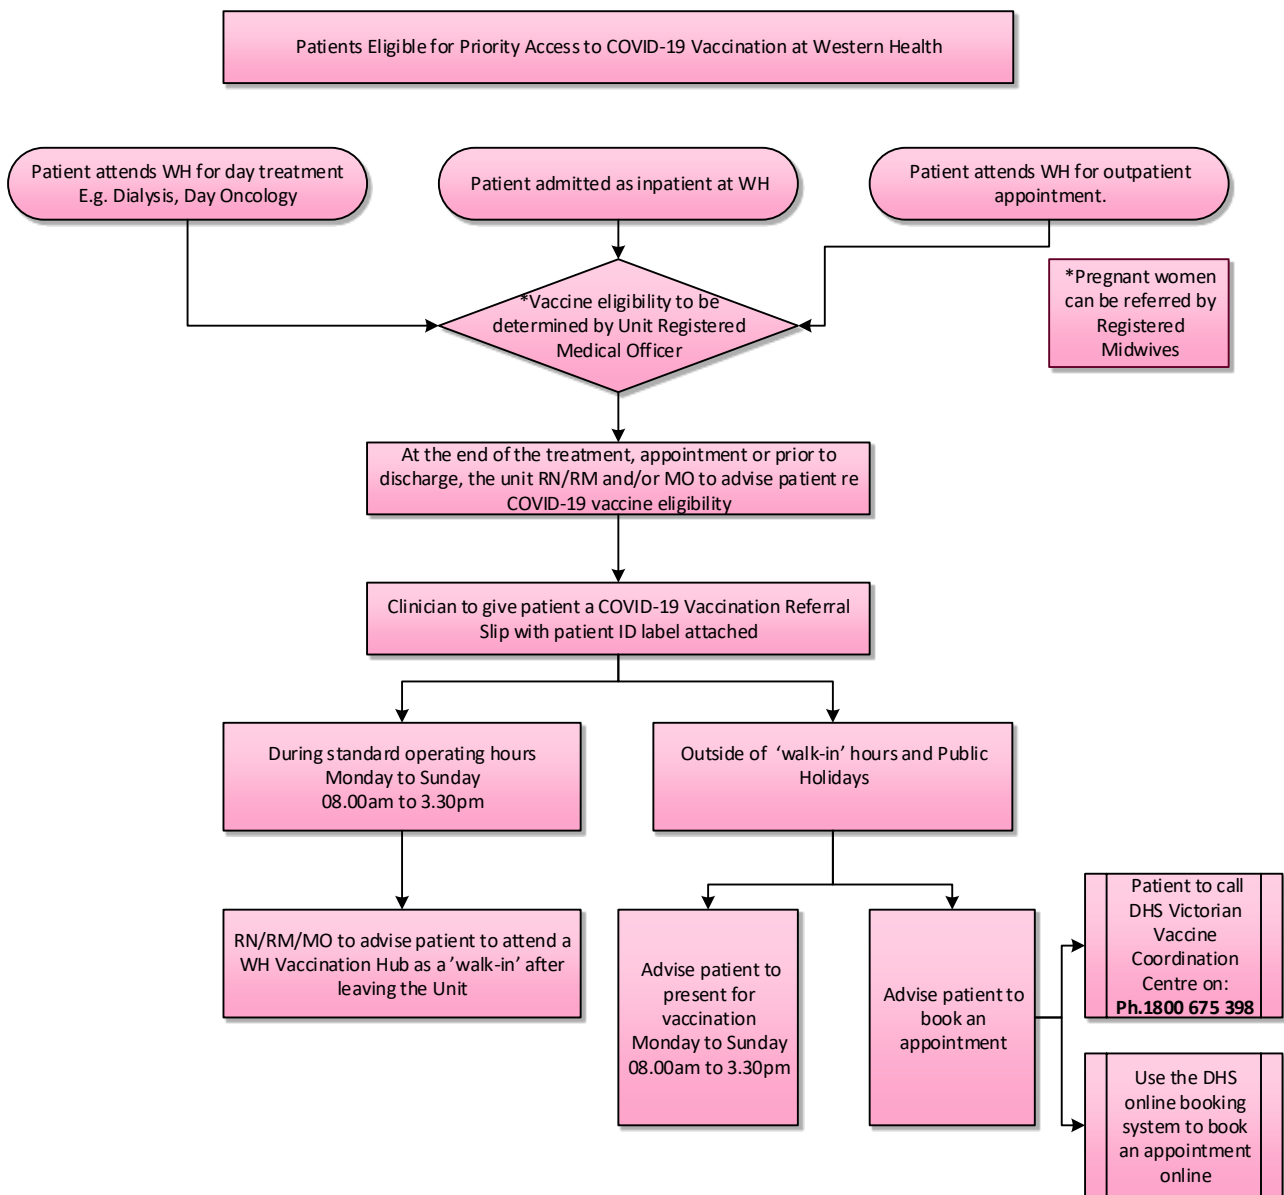 Patients Eligible for Priority Access to COVID-19 Vaccination at Western Health
Patient attends WH for day treatment
E.g. Dialysis, Day Oncology
Patient admitted as inpatient at WH
Patient attends WH for outpatient
appointment.
*Pregnant women
can be referred by
Registered
Midwives
*Vaccine eligibility to be
determined by Unit Registered
Medical Officer
At the end of the treatment, appointment or prior to
discharge, the unit RN/RM and/or MO to advise patient re
COVID-19 vaccine eligibility
Clinician to give patient a COVID-19 Vaccination Referral
Slip with patient ID label attached
During standard operating hours
Monday to Sunday
08.00am to 3.30pm
Outside of ‘walk-in’ hours and Public
Holidays
RN/RM/MO to advise patient to attend a
WH Vaccination Hub as a ’walk-in’ after
leaving the Unit
Advise patient to
present for
vaccination
Monday to Sunday
08.00am to 3.30pm
Advise patient to
book an
appointment
Patient to call
DHS Victorian
Vaccine
Coordination
Centre on:
Ph.1800 675 398
Use the DHS
online booking
system to book
an appointment
online